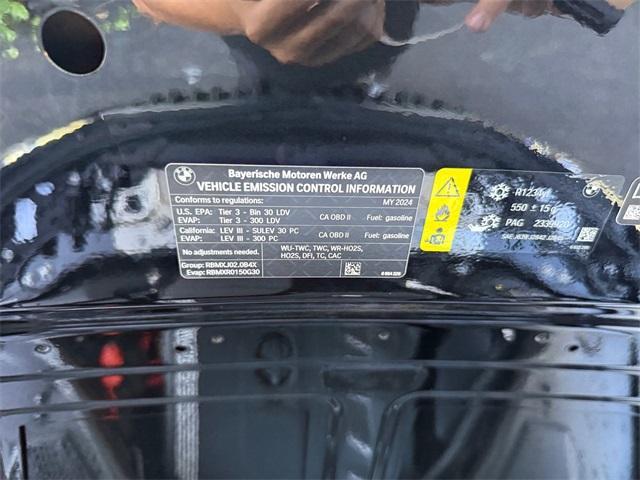 Bayerische Motoren Werke AG
VEHICLE EMISSION CONTROL INFORMATION
Conforms to regulations: MY 2024
U.S. EPA: Tier 3 - Bin 30 LDV CA OBD II Fuel: gasoline
EVAP: Tier 3 - 300 LDV
California: LEV III - SULEV 30 PC CA OBD II Fuel: gasoline
EVAP: LEV III - 300 PC
No adjustments needed. WU-TWC, TWC, WR-HO2S,
HO2S, DFI, TC, CAC
Group: RBMXJ02.0B4X
Evap: RBMXR0150G30
550 ± 15
PAG
SAE